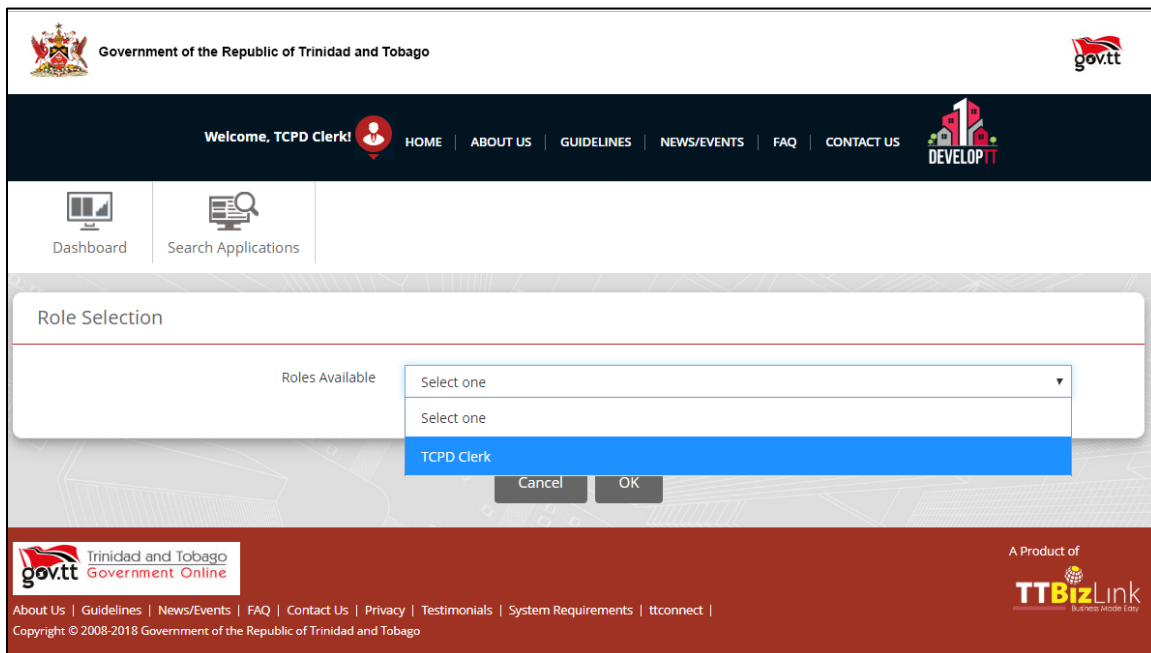 Government of the Republic of Trinidad and Tobago
gov.tt
Welcome, TCPD Clerk!
HOME | ABOUT US | GUIDELINES | NEWS/EVENTS | FAQ | CONTACT US
DEVELOPTT
Dashboard
Search Applications
Role Selection
Roles Available
Select one
Select one
TCPD Clerk
Cancel
OK
gov.tt
Trinidad and Tobago
Government Online
A Product of
TTBizLink
Business Made Easy
About Us | Guidelines | News/Events | FAQ | Contact Us | Privacy | Testimonials | System Requirements | ttconnect |
Copyright © 2008-2018 Government of the Republic of Trinidad and Tobago